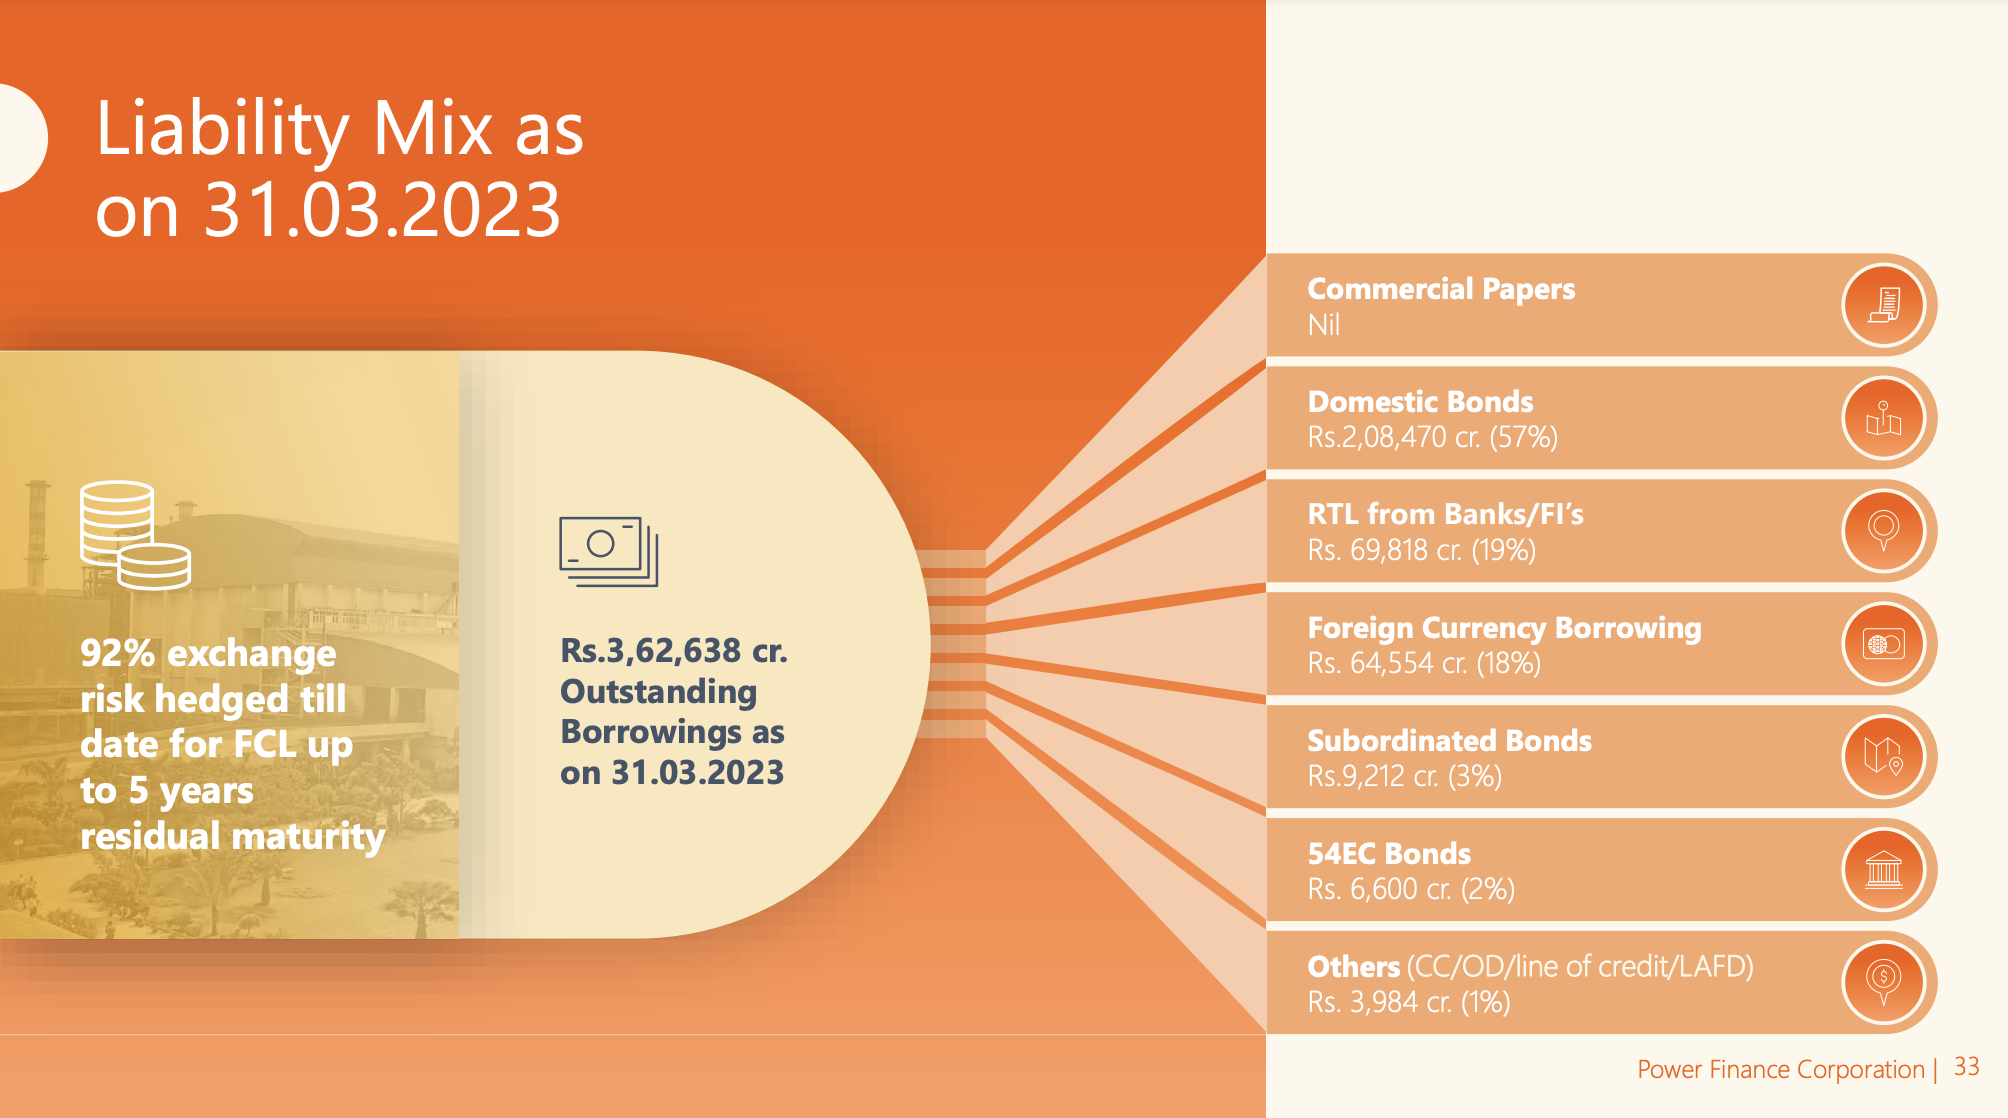 Liability Mix as
on 31.03.2023
92% exchange
risk hedged till
date for FCL up
to 5 years
residual maturity
Rs.3,62,638 cr.
Outstanding
Borrowings as
on 31.03.2023
Commercial Papers
Nil
Domestic Bonds
Rs.2,08,470 cr. (57%)
RTL from Banks/FI’s
Rs. 69,818 cr. (19%)
Foreign Currency Borrowing
Rs. 64,554 cr. (18%)
Subordinated Bonds
Rs.9,212 cr. (3%)
54EC Bonds
Rs. 6,600 cr. (2%)
Others (CC/OD/line of credit/LAFD)
Rs. 3,984 cr. (1%)
Power Finance Corporation | 33